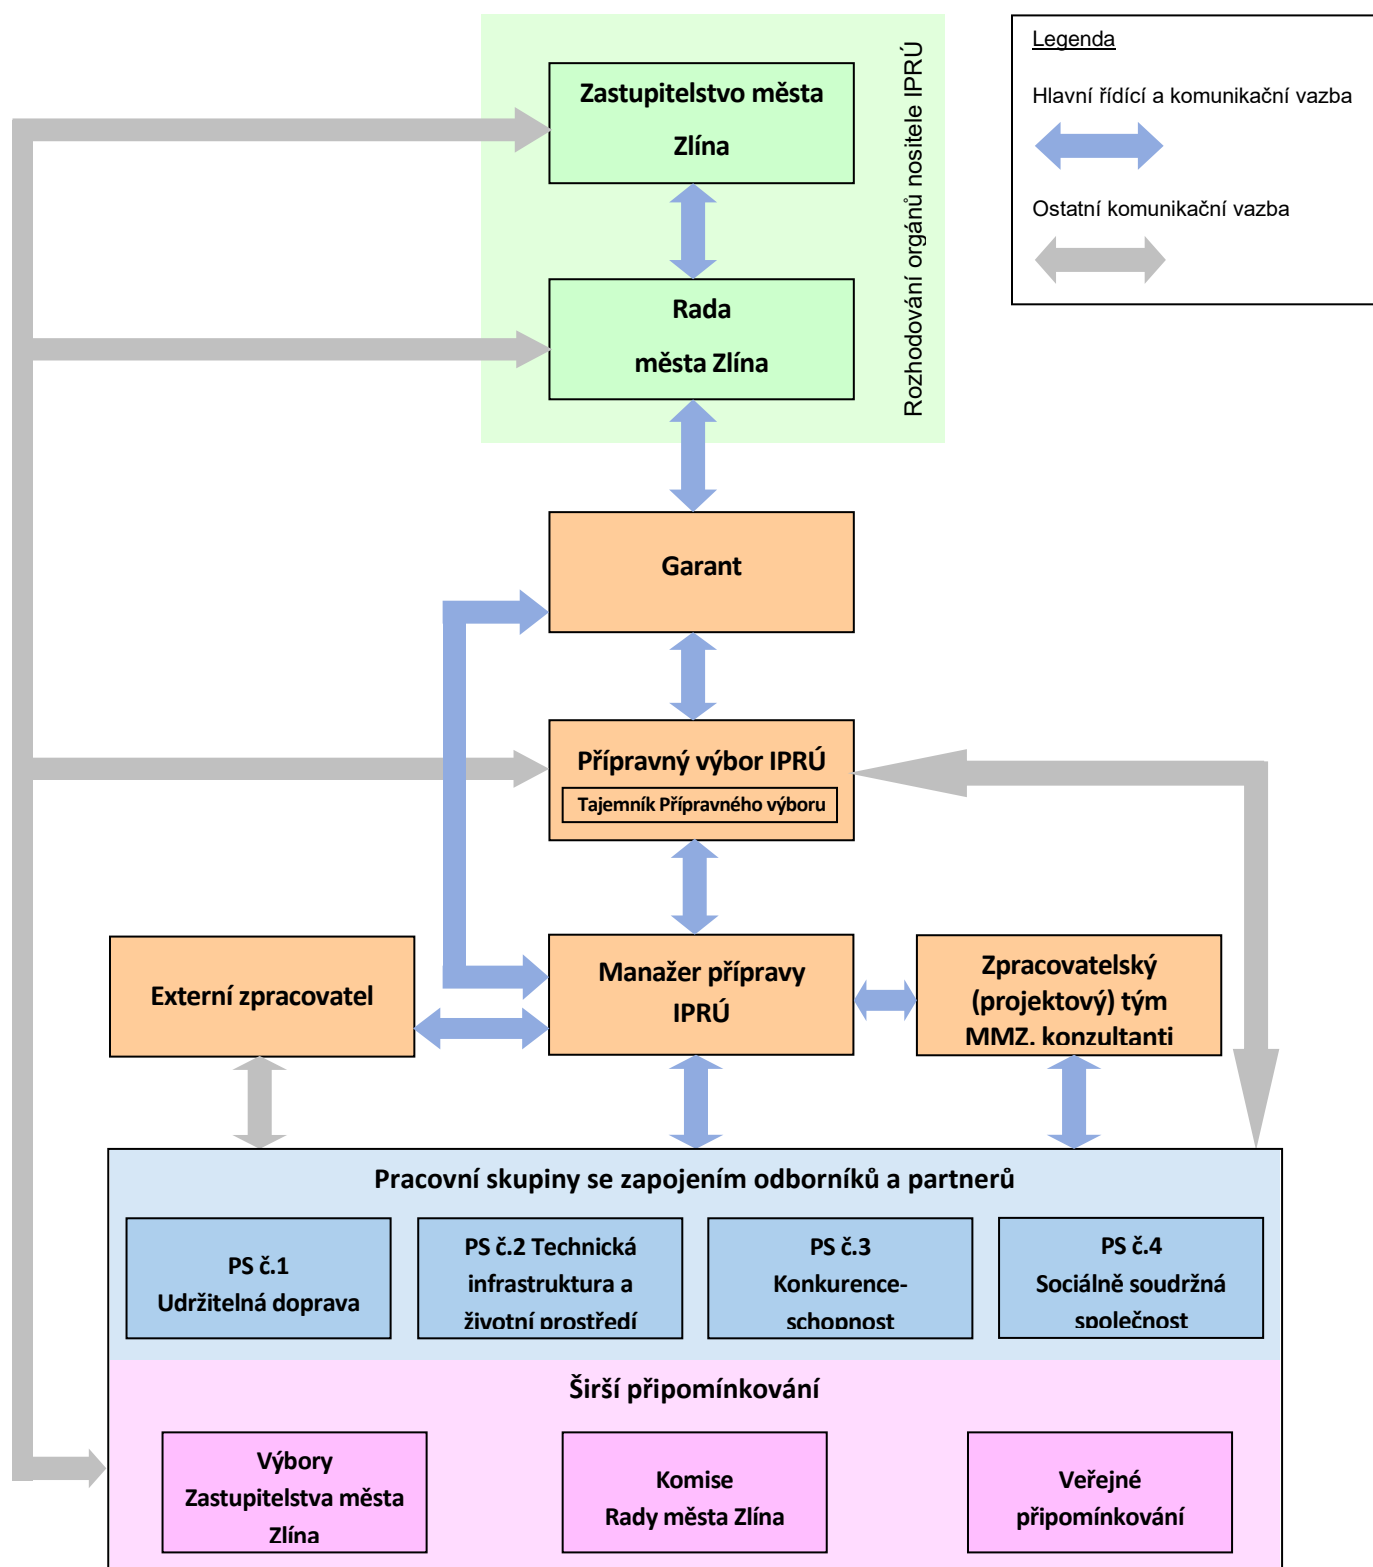 Zastupitelstvo města
Zlína
Rada
města Zlína
Rozhodování orgánů nositele IPRÚ
Legenda
Hlavní řídící a komunikační vazba
Ostatní komunikační vazba
Garant
Přípravný výbor IPRÚ
Tajemník Přípravného výboru
Externí zpracovatel
Manažer přípravy
IPRÚ
Zpracovatelský
(projektový) tým
MMZ, konzultanti
Pracovní skupiny se zapojením odborníků a partnerů
PS č.1
Udržitelná doprava
PS č.2 Technická
infrastruktura a
životní prostředí
PS č.3
Konkurence-
schopnost
PS č.4
Sociálně soudržná
společnost
Širší připomínkování
Výbory
Zastupitelstva města
Zlína
Komise
Rady města Zlína
Veřejné
připomínkování